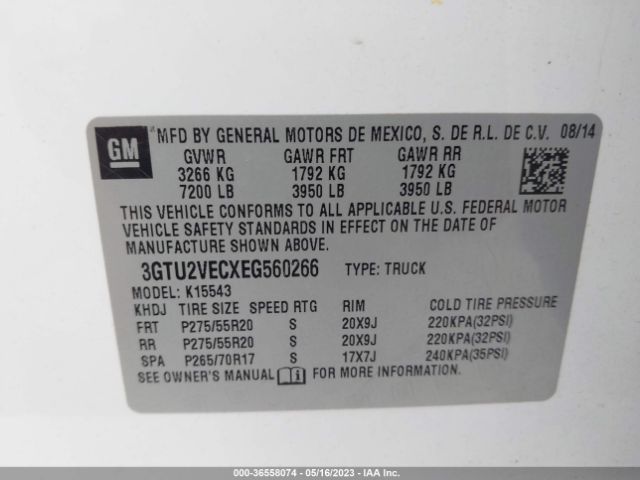 GM
MFD BY GENERAL MOTORS DE MEXICO, S. DE R.L. DE C.V. 08/14
GVWR GAWR FRT GAWR RR
3266 KG 1792 KG 1792 KG
7200 LB 3950 LB 3950 LB
THIS VEHICLE CONFORMS TO ALL APPLICABLE U.S. FEDERAL MOTOR
VEHICLE SAFETY STANDARDS IN EFFECT ON THE DATE OF
MANUFACTURE SHOWN ABOVE.
3GTU2VECXEG560266 TYPE: TRUCK
MODEL: K15543
KHDJ TIRE SIZE SPEED RTG RIM COLD TIRE PRESSURE
FRT P275/55R20 S 20X9J 220KPA(32PSI)
RR P275/55R20 S 20X9J 220KPA(32PSI)
SPA P265/70R17 S 17X7J 240KPA(35PSI)
SEE OWNER'S MANUAL FOR MORE INFORMATION.
000-36558074 - 05/16/2023 - IAA Inc.